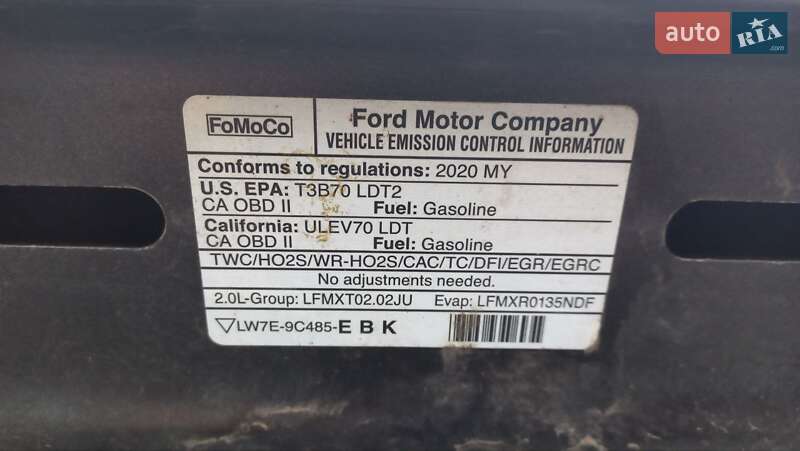 auto RIA .com
FoMoCo
Ford Motor Company
VEHICLE EMISSION CONTROL INFORMATION
Conforms to regulations: 2020 MY
U.S. EPA: T3B70 LDT2
CA OBD II Fuel: Gasoline
California: ULEV70 LDT
CA OBD II Fuel: Gasoline
TWC/HO2S/WR-HO2S/CAC/TC/DFI/EGR/EGRC
No adjustments needed.
2.0L-Group: LFMXT02.02JU Evap: LFMXR0135NDF
▽LW7E-9C485-E B K